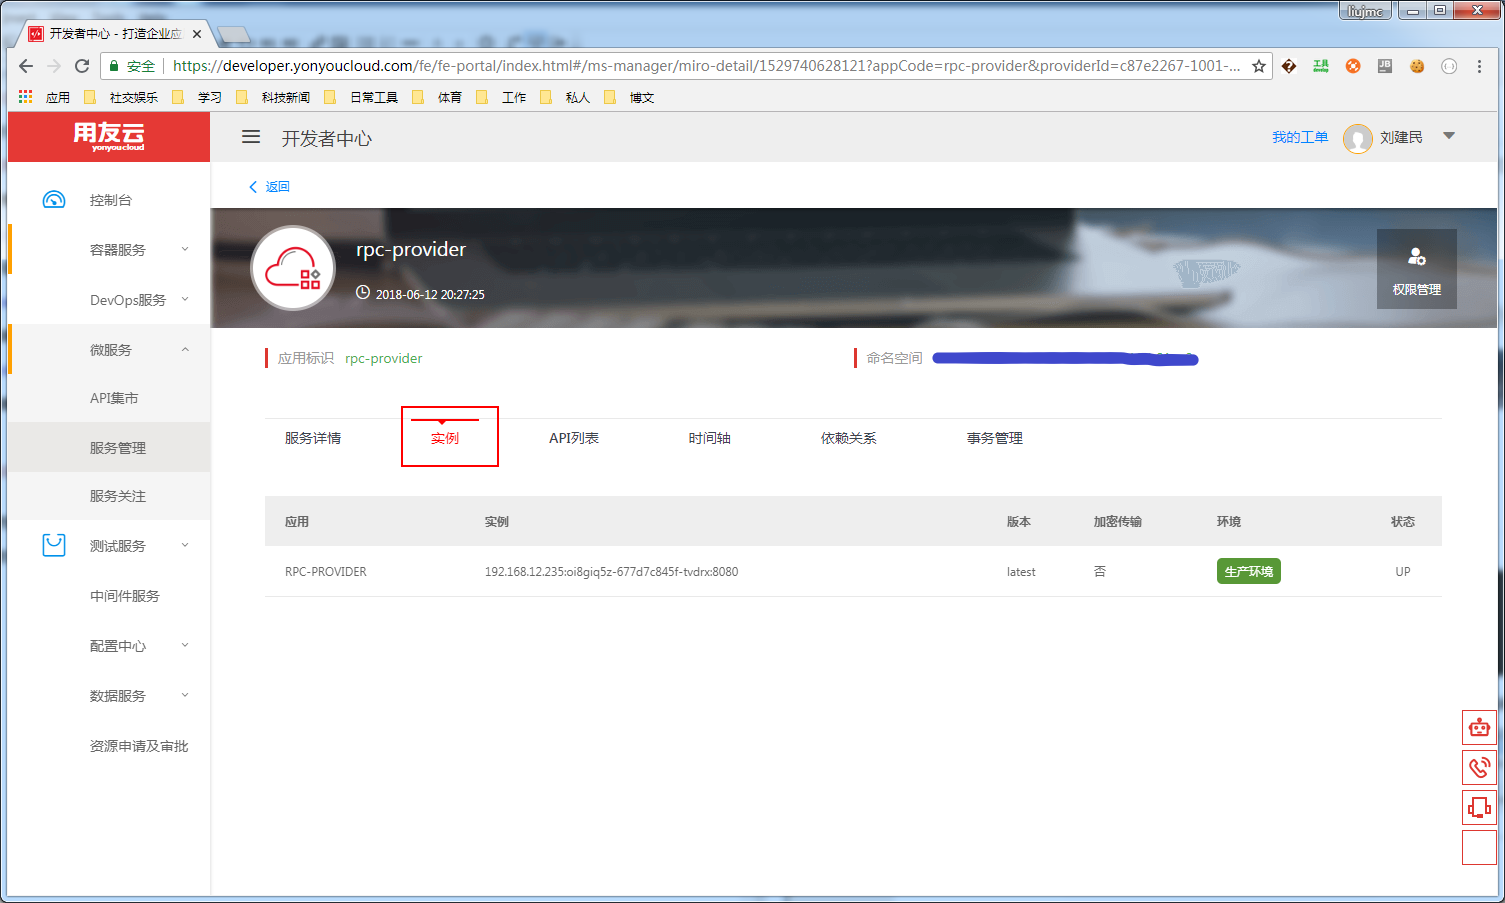 liujmc
开发者中心 - 打造企业应
安全 https://developer.yonyoucloud.com/fe/fe-portal/index.html#/ms-manager/miro-detail/1529740628121?appCode=rpc-provider&providerId=c87e2267-1001-...
应用 社交娱乐 学习 科技新闻 日常工具 体育 工作 私人 博文
用友云
yonyoucloud
开发者中心
我的工单 刘建民
返回
控制台
容器服务
DevOps服务
微服务
API集市
服务管理
服务关注
测试服务
中间件服务
配置中心
数据服务
资源申请及审批
rpc-provider
2018-06-12 20:27:25
权限管理
应用标识 rpc-provider 命名空间
服务详情 实例 API列表 时间轴 依赖关系 事务管理
应用 实例 版本 加密传输 环境 状态
RPC-PROVIDER 192.168.12.235:oi8giq5z-677d7c845f-tvdrx:8080 latest 否 生产环境 UP